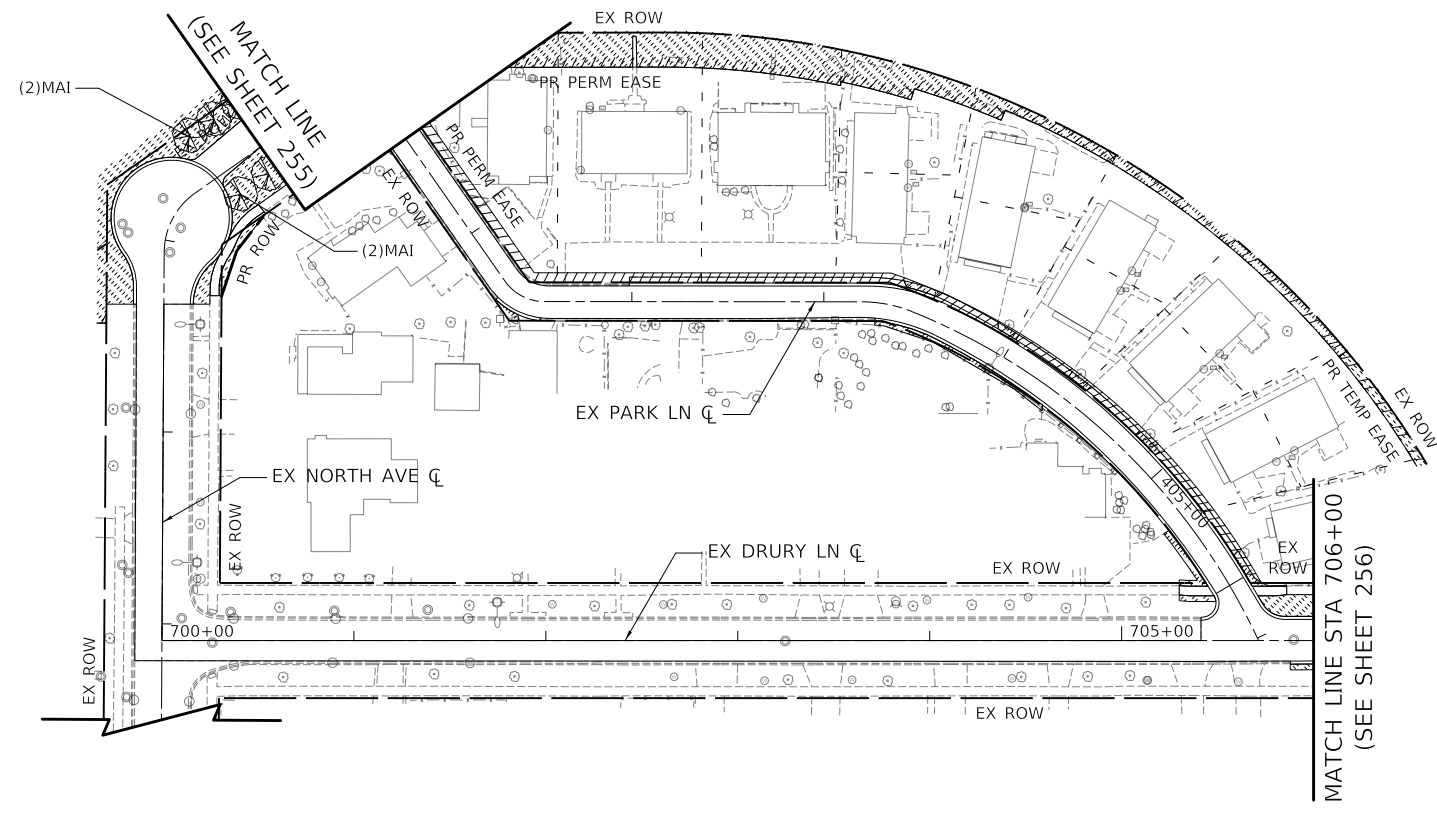 EX ROW
MATCH LINE
(SEE SHEET 255)
PR PERM EASE
(2)MAI
PR PERM EASE
EX ROW
PR ROW
(2)MAI
PR TEMP EASE
EX ROW
EX PARK LN ℄
EX NORTH AVE ℄
405+00
EX ROW
EX DRURY LN ℄
EX ROW
EX
ROW
700+00
705+00
EX ROW
EX ROW
MATCH LINE STA 706+00
(SEE SHEET 256)